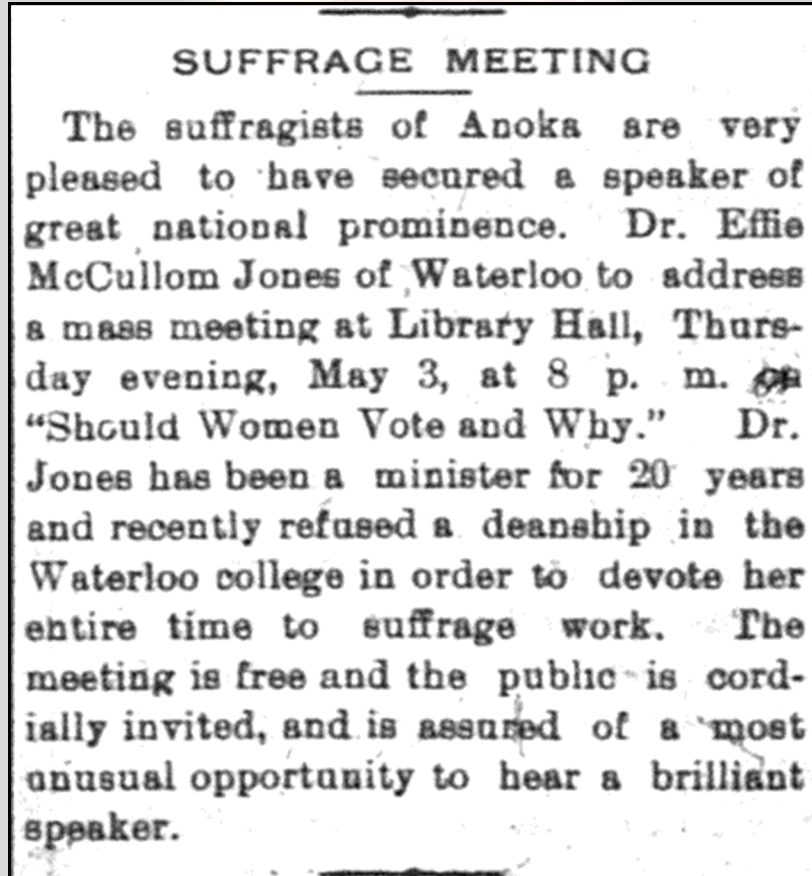 SUFFRAGE MEETING
The suffragists of Anoka are very
pleased to have secured a speaker of
great national prominence. Dr. Effie
McCullom Jones of Waterloo to address
a mass meeting at Library Hall, Thurs-
day evening, May 3, at 8 p. m. on
“Should Women Vote and Why.” Dr.
Jones has been a minister for 20 years
and recently refused a deanship in the
Waterloo college in order to devote her
entire time to suffrage work. The
meeting is free and the public is cord-
ially invited, and is assured of a most
unusual opportunity to hear a brilliant
speaker.